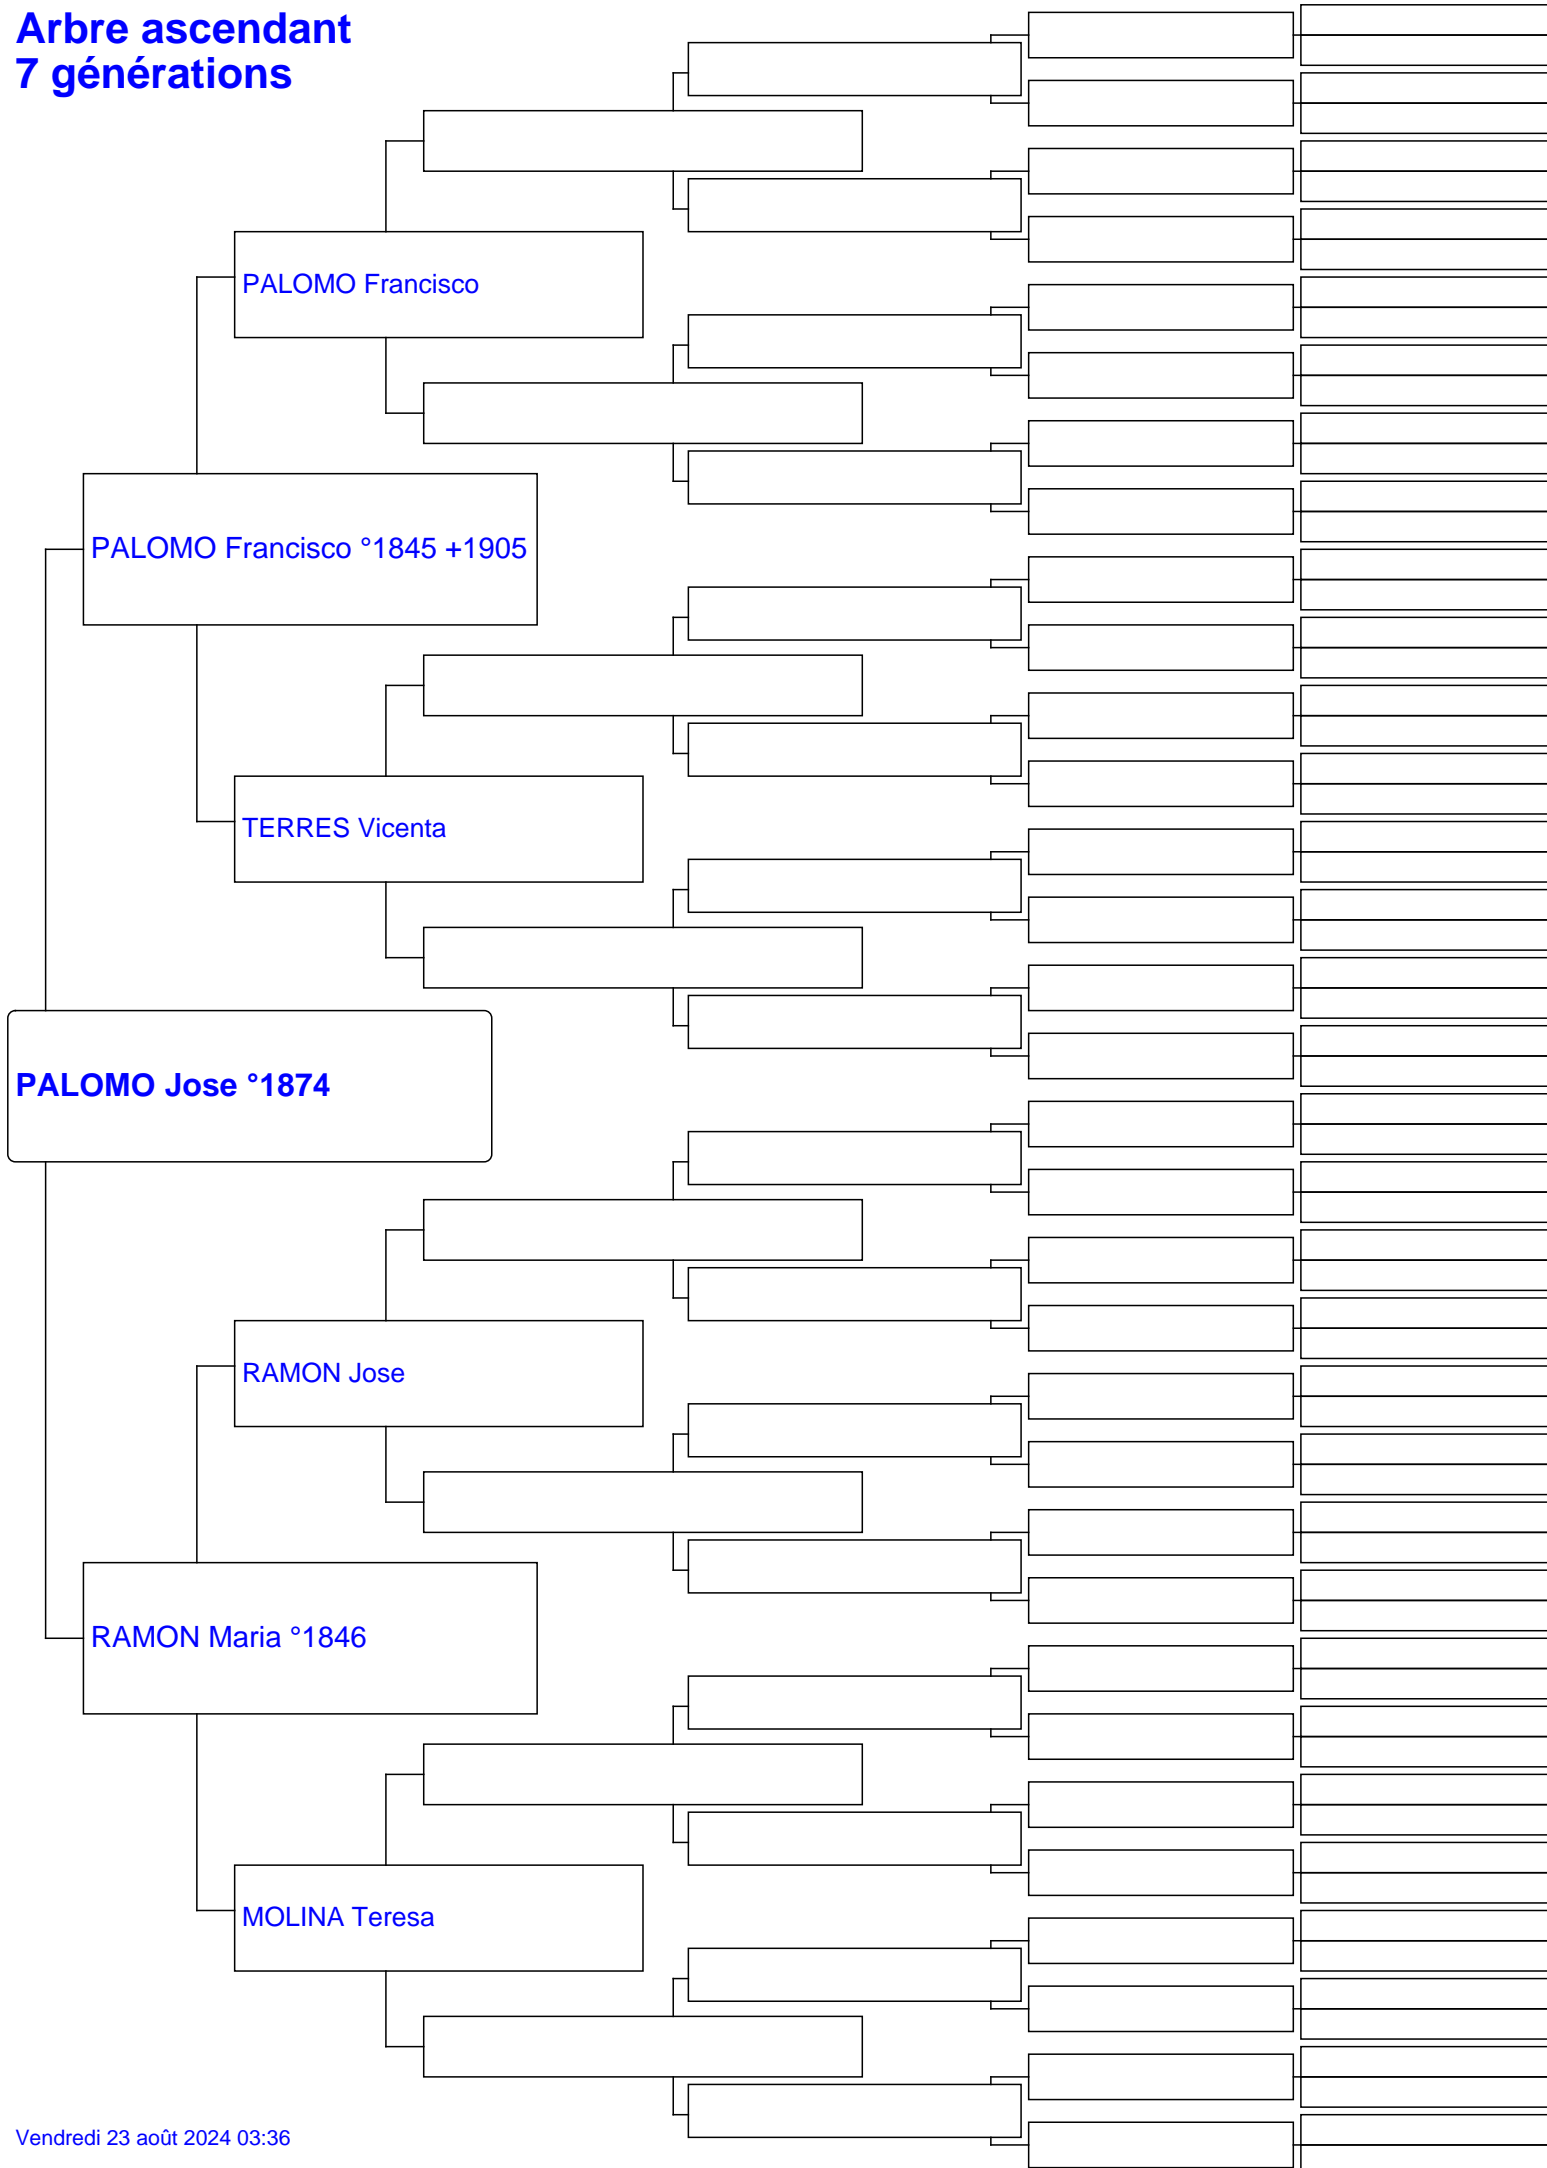 Arbre ascendant
7 générations
PALOMO Francisco
PALOMO Francisco °1845 +1905
TERRES Vicenta
PALOMO Jose °1874
RAMON Jose
RAMON Maria °1846
MOLINA Teresa
Vendredi 23 août 2024 03:36